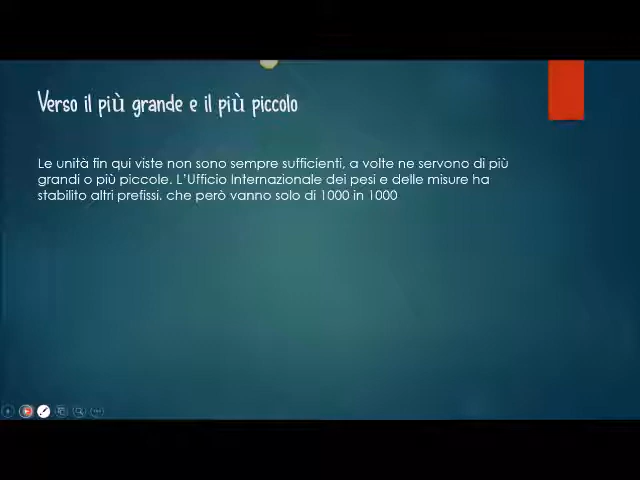 Verso il più grande e il più piccolo
Le unità fin qui viste non sono sempre sufficienti, a volte ne servono di più
grandi o più piccole. L'Ufficio Internazionale dei pesi e delle misure ha
stabilito altri prefissi. che però vanno solo di 1000 in 1000